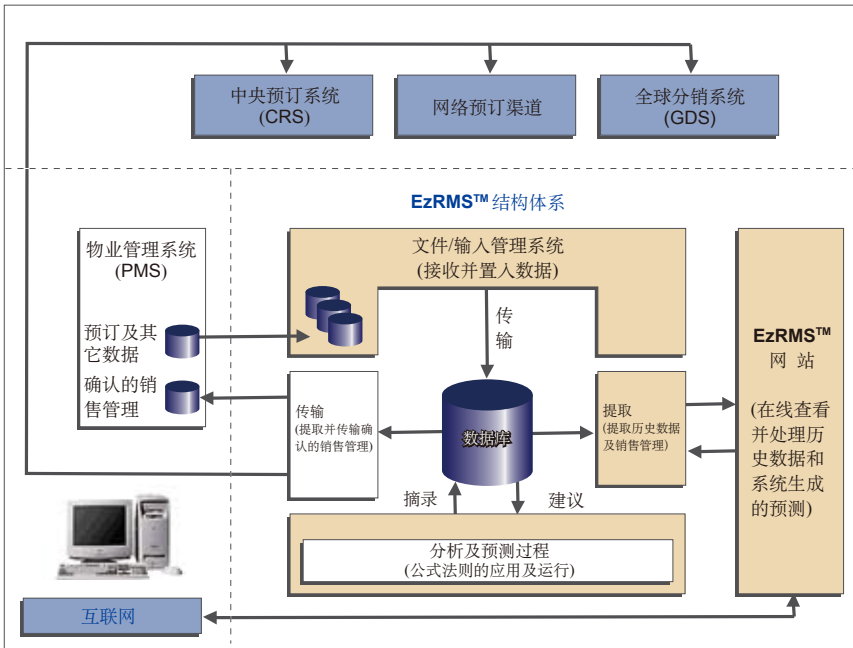 中央预订系统
(CRS)
网络预订渠道
全球分销系统
(GDS)
EzRMS™ 结构体系
物业管理系统
(PMS)
预订及其
它数据
确认的销
售管理
文件/输入管理系统
(接收并置入数据)
传
输
传输
(提取并传输确
认的销售管理)
数据库
提取
(提取历史数据
及销售管理)
EzRMS™
网 站
(在线查看
并处理历
史数据和
系统生成
的预测)
摘录
建议
分析及预测过程
(公式法则的应用及运行)
互联网